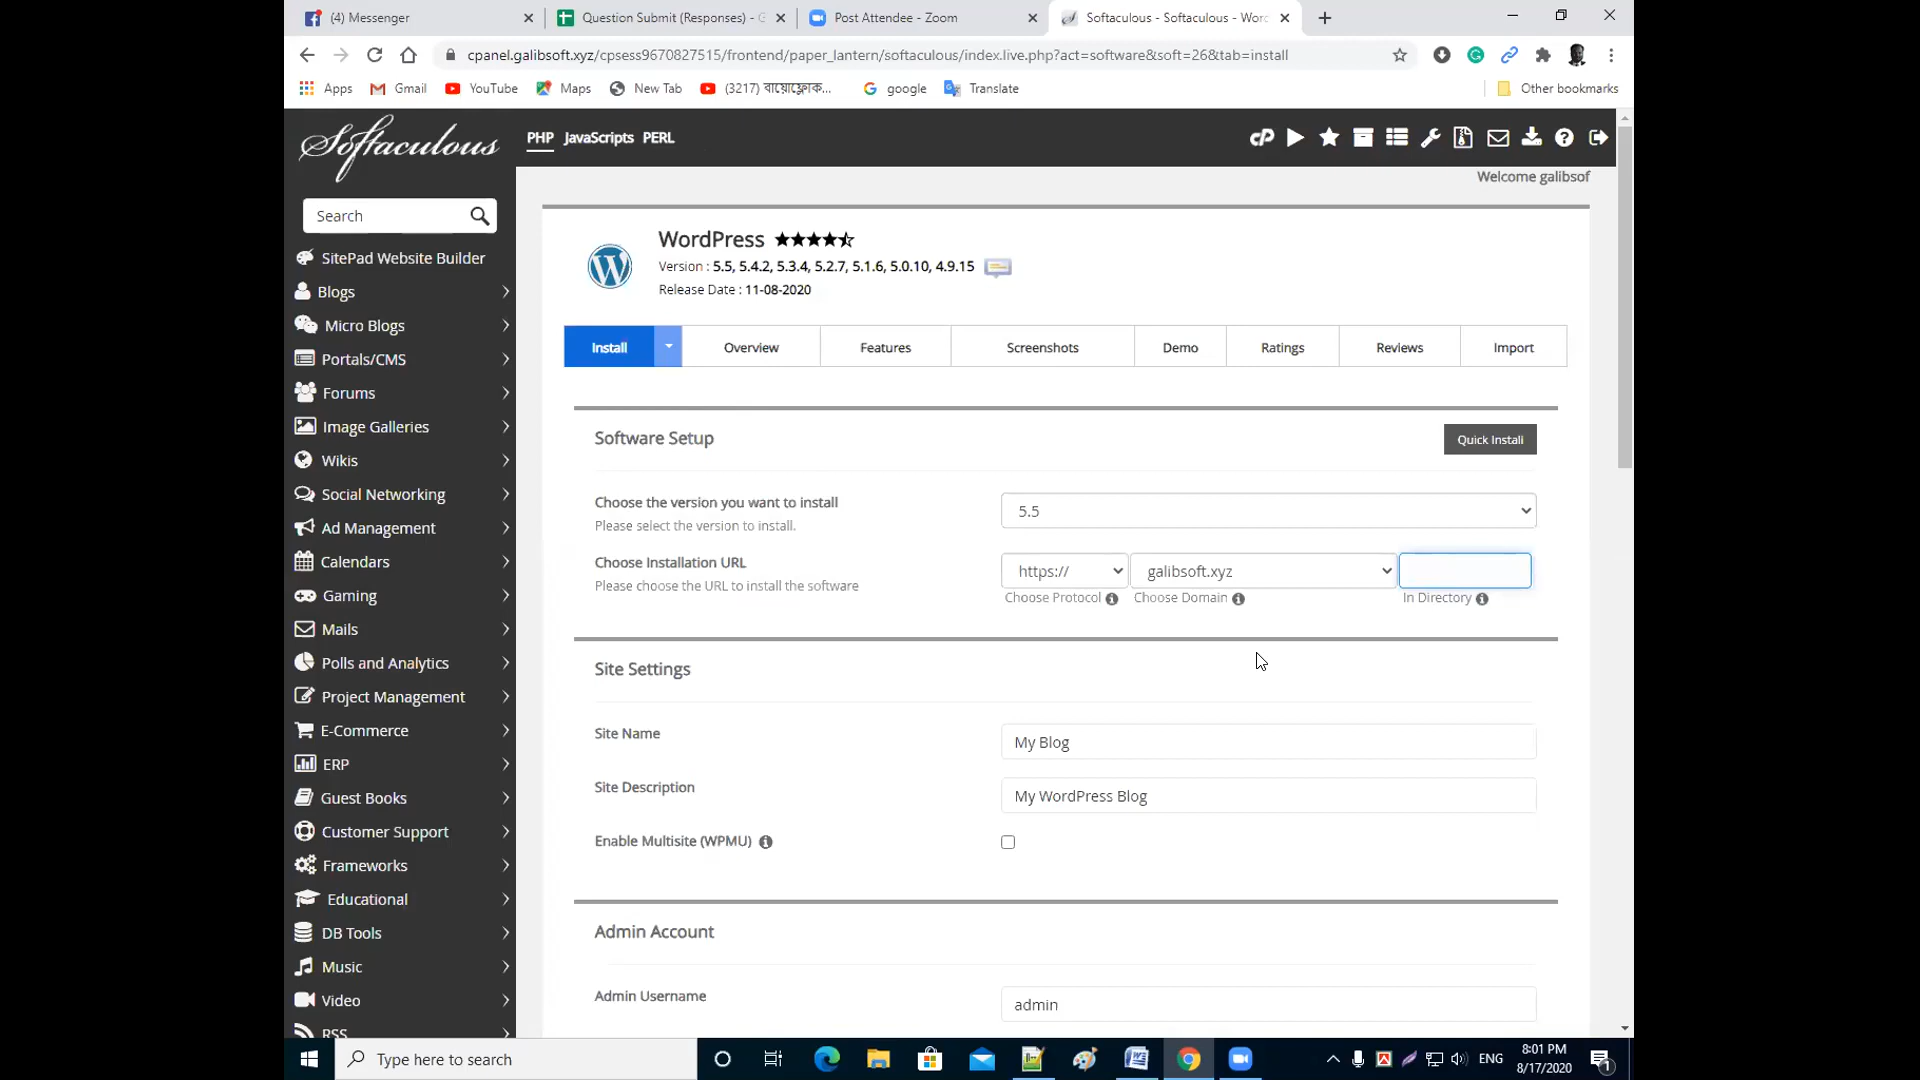 (4) Messenger
Question Submit (Responses) - G
Post Attendee - Zoom
Softaculous - Softaculous - Wor
cpanel.galibsoft.xyz/cpsess9670827515/frontend/paper_lantern/softaculous/index.live.php?act=software&soft=26&tab=install
Apps
Gmail
YouTube
Maps
New Tab
(3217) বায়োফ্লোক...
google
Translate
Other bookmarks
Softaculous
PHP JavaScripts PERL
Welcome galibsof
Search
SitePad Website Builder
Blogs
Micro Blogs
Portals/CMS
Forums
Image Galleries
Wikis
Social Networking
Ad Management
Calendars
Gaming
Mails
Polls and Analytics
Project Management
E-Commerce
ERP
Guest Books
Customer Support
Frameworks
Educational
DB Tools
Music
Video
RSS
WordPress
Version : 5.5, 5.4.2, 5.3.4, 5.2.7, 5.1.6, 5.0.10, 4.9.15
Release Date : 11-08-2020
Install
Overview
Features
Screenshots
Demo
Ratings
Reviews
Import
Software Setup
Quick Install
Choose the version you want to install
Please select the version to install.
5.5
Choose Installation URL
Please choose the URL to install the software
https://
galibsoft.xyz
Choose Protocol
Choose Domain
In Directory
Site Settings
Site Name
My Blog
Site Description
My WordPress Blog
Enable Multisite (WPMU)
Admin Account
Admin Username
admin
Type here to search
ENG
8:01 PM
8/17/2020
1